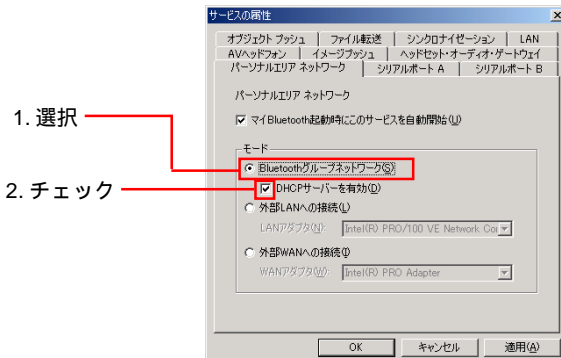 サービスの属性
オブジェクト プッシュ ファイル転送 シンクロナイゼーション LAN
AVヘッドフォン イメージプッシュ ヘッドセット・オーディオ・ゲートウェイ
パーソナルエリア ネットワーク シリアルポート A シリアルポート B
パーソナルエリア ネットワーク
マイBluetooth起動時にこのサービスを自動開始(U)
モード
1. 選択
Bluetoothグループネットワーク(S)
2. チェック
DHCPサーバーを有効(D)
外部LANへの接続(L)
LANアダプタ(N): Intel(R) PRO/100 VE Network Cor
外部WANへの接続(I)
WANアダプタ(W): Intel(R) PRO Adapter
OK キャンセル 適用(A)